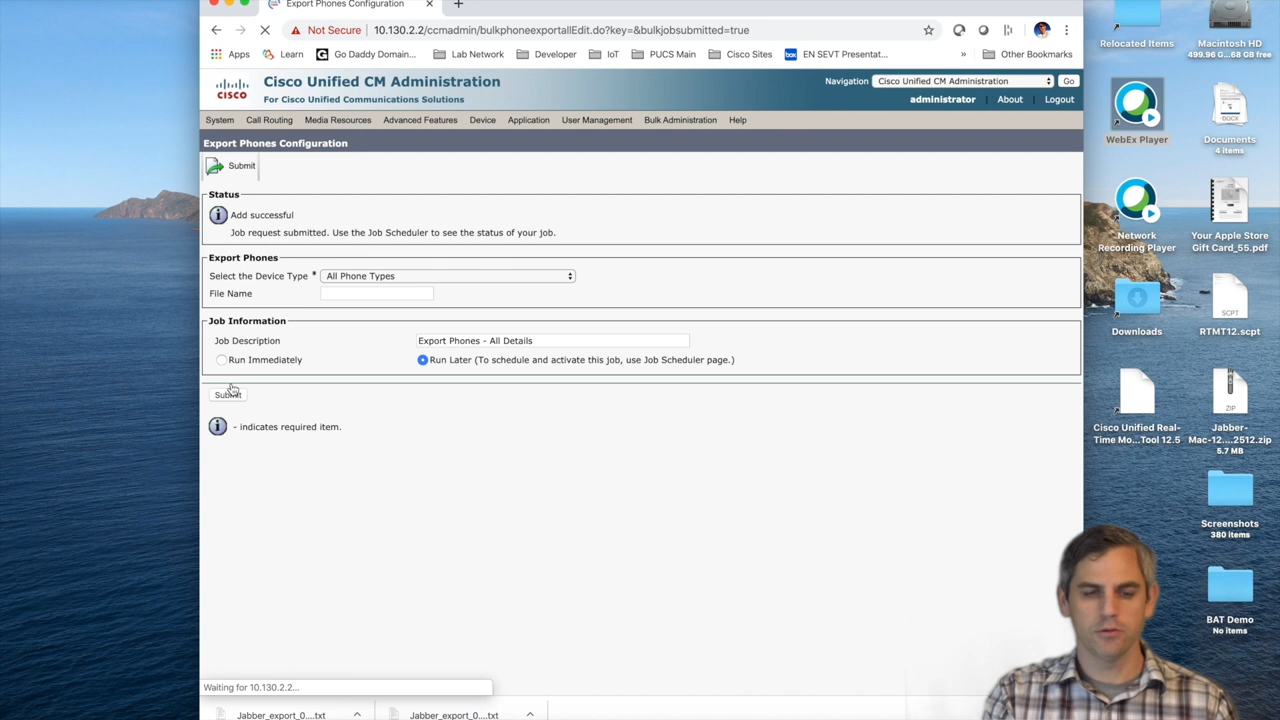 Export Phones Configuration
Not Secure 10.130.2.2/ccmadmin/bulkphoneexportallEdit.do?key=&bulkjobsubmitted=true
Apps Learn Go Daddy Domain... Lab Network Developer IoT PUCS Main Cisco Sites box EN SEVT Presentat... » Other Bookmarks
CISCO
Cisco Unified CM Administration
For Cisco Unified Communications Solutions
Navigation Cisco Unified CM Administration Go
administrator About Logout
System Call Routing Media Resources Advanced Features Device Application User Management Bulk Administration Help
Export Phones Configuration
Submit
Status
Add successful
Job request submitted. Use the Job Scheduler to see the status of your job.
Export Phones
Select the Device Type * All Phone Types
File Name
Job Information
Job Description Export Phones - All Details
Run Immediately Run Later (To schedule and activate this job, use Job Scheduler page.)
Submit
- indicates required item.
Waiting for 10.130.2.2...
Jabber_export_0....txt Jabber_export_0....txt
Relocated Items
Macintosh HD
499.96 G...68 GB free
WebEx Player
DOCX
Documents
4 items
Network
Recording Player
Your Apple Store
Gift Card_55.pdf
Downloads
SCPT
RTMT12.scpt
Cisco Unified Real-
Time Mo...Tool 12.5
ZIP
Jabber-
Mac-12....2512.zip
5.7 MB
Screenshots
380 items
BAT Demo
No items